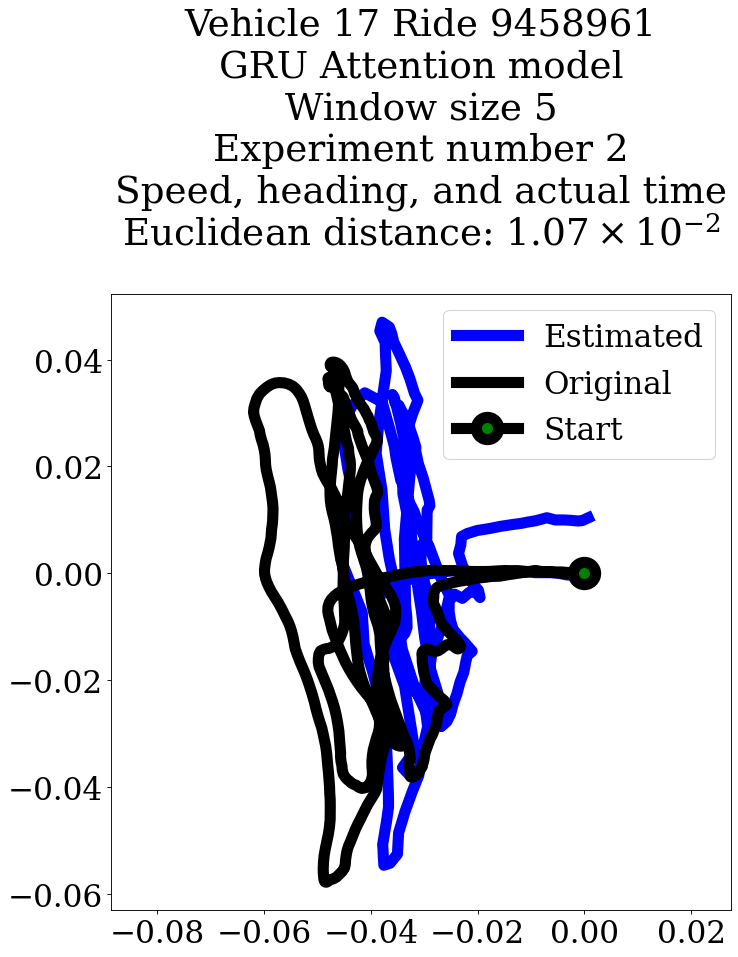 Vehicle 17 Ride 9458961
GRU Attention model
Window size 5
Experiment number 2
Speed, heading, and actual time
Euclidean distance: 1.07 × 10⁻²
Estimated
Original
Start
0.04
0.02
0.00
−0.02
−0.04
−0.06
−0.08 −0.06 −0.04 −0.02 0.00 0.02